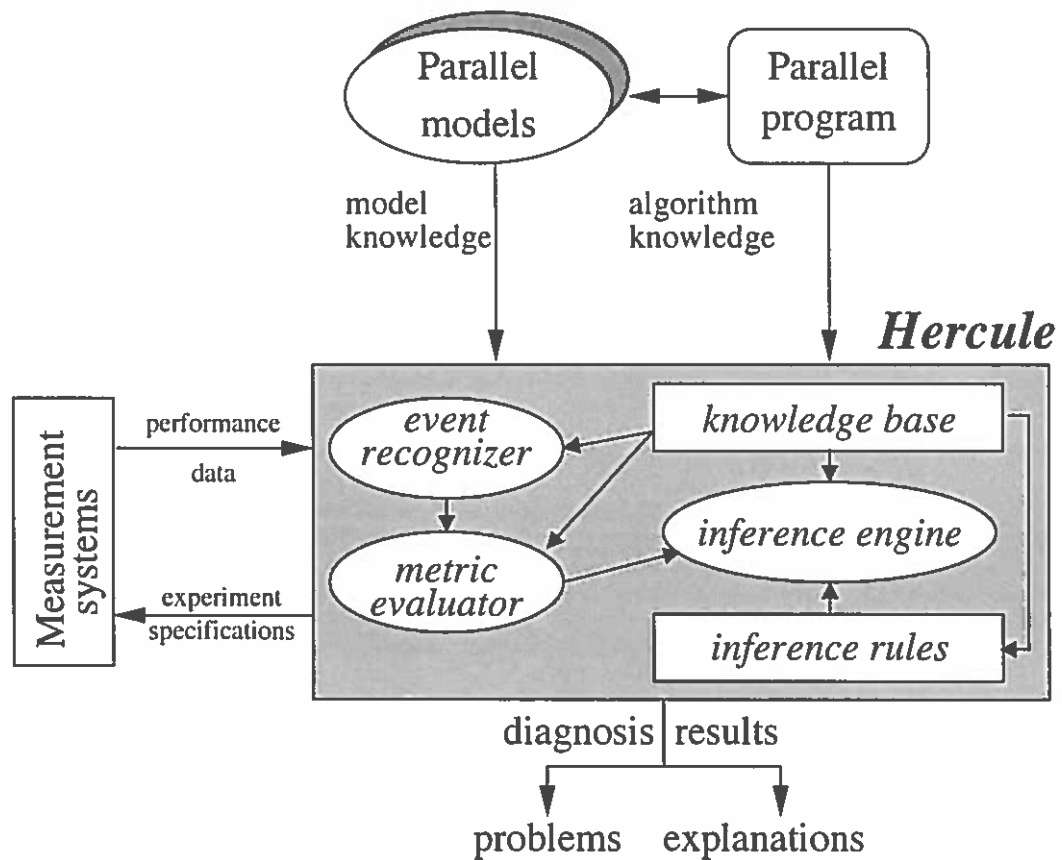 Parallel
models
Parallel
program
model
knowledge
algorithm
knowledge
Hercule
Measurement
systems
performance
data
experiment
specifications
event
recognizer
metric
evaluator
knowledge base
inference engine
inference rules
diagnosis results
problems
explanations